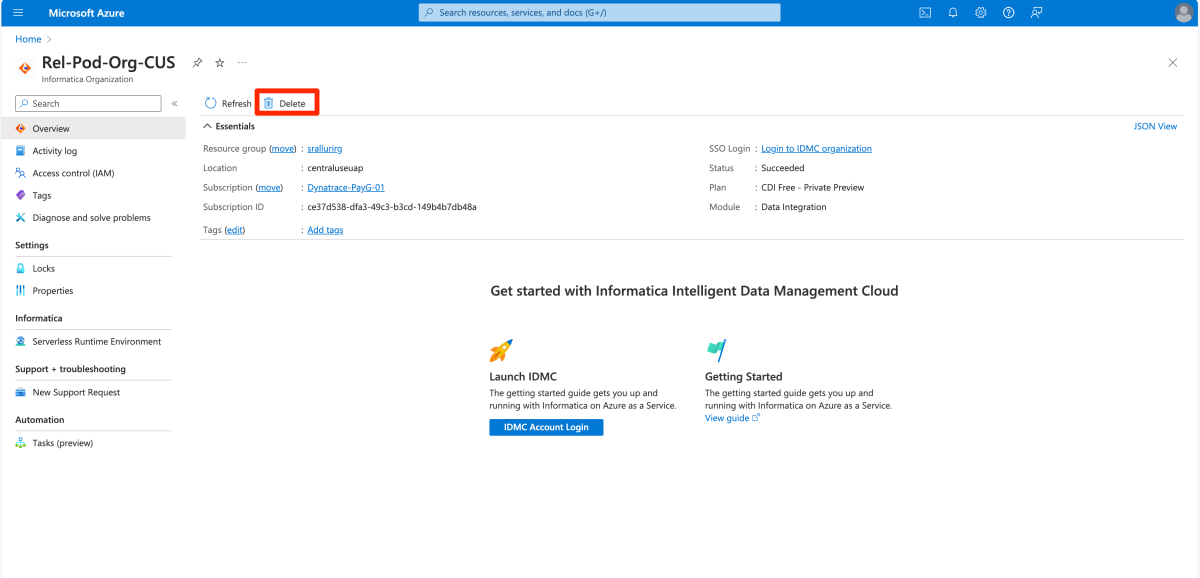 Microsoft Azure
Search resources, services, and docs (G+/)
Home >
Rel-Pod-Org-CUS ...
Informatica Organization
Search
«
Refresh
Delete
Overview
Activity log
Access control (IAM)
Tags
Diagnose and solve problems
Settings
Locks
Properties
Informatica
Serverless Runtime Environment
Support + troubleshooting
New Support Request
Automation
Tasks (preview)
Essentials
JSON View
Resource group (move) : srallurirg
Location : centraluseuap
Subscription (move) : Dynatrace-PayG-01
Subscription ID : ce37d538-dfa3-49c3-b3cd-149b4b7db48a
Tags (edit) : Add tags
SSO Login : Login to IDMC organization
Status : Succeeded
Plan : CDI Free - Private Preview
Module : Data Integration
Get started with Informatica Intelligent Data Management Cloud
Launch IDMC
The getting started guide gets you up and
running with Informatica on Azure as a Service.
IDMC Account Login
Getting Started
The getting started guide gets you up and
running with Informatica on Azure as a Service.
View guide